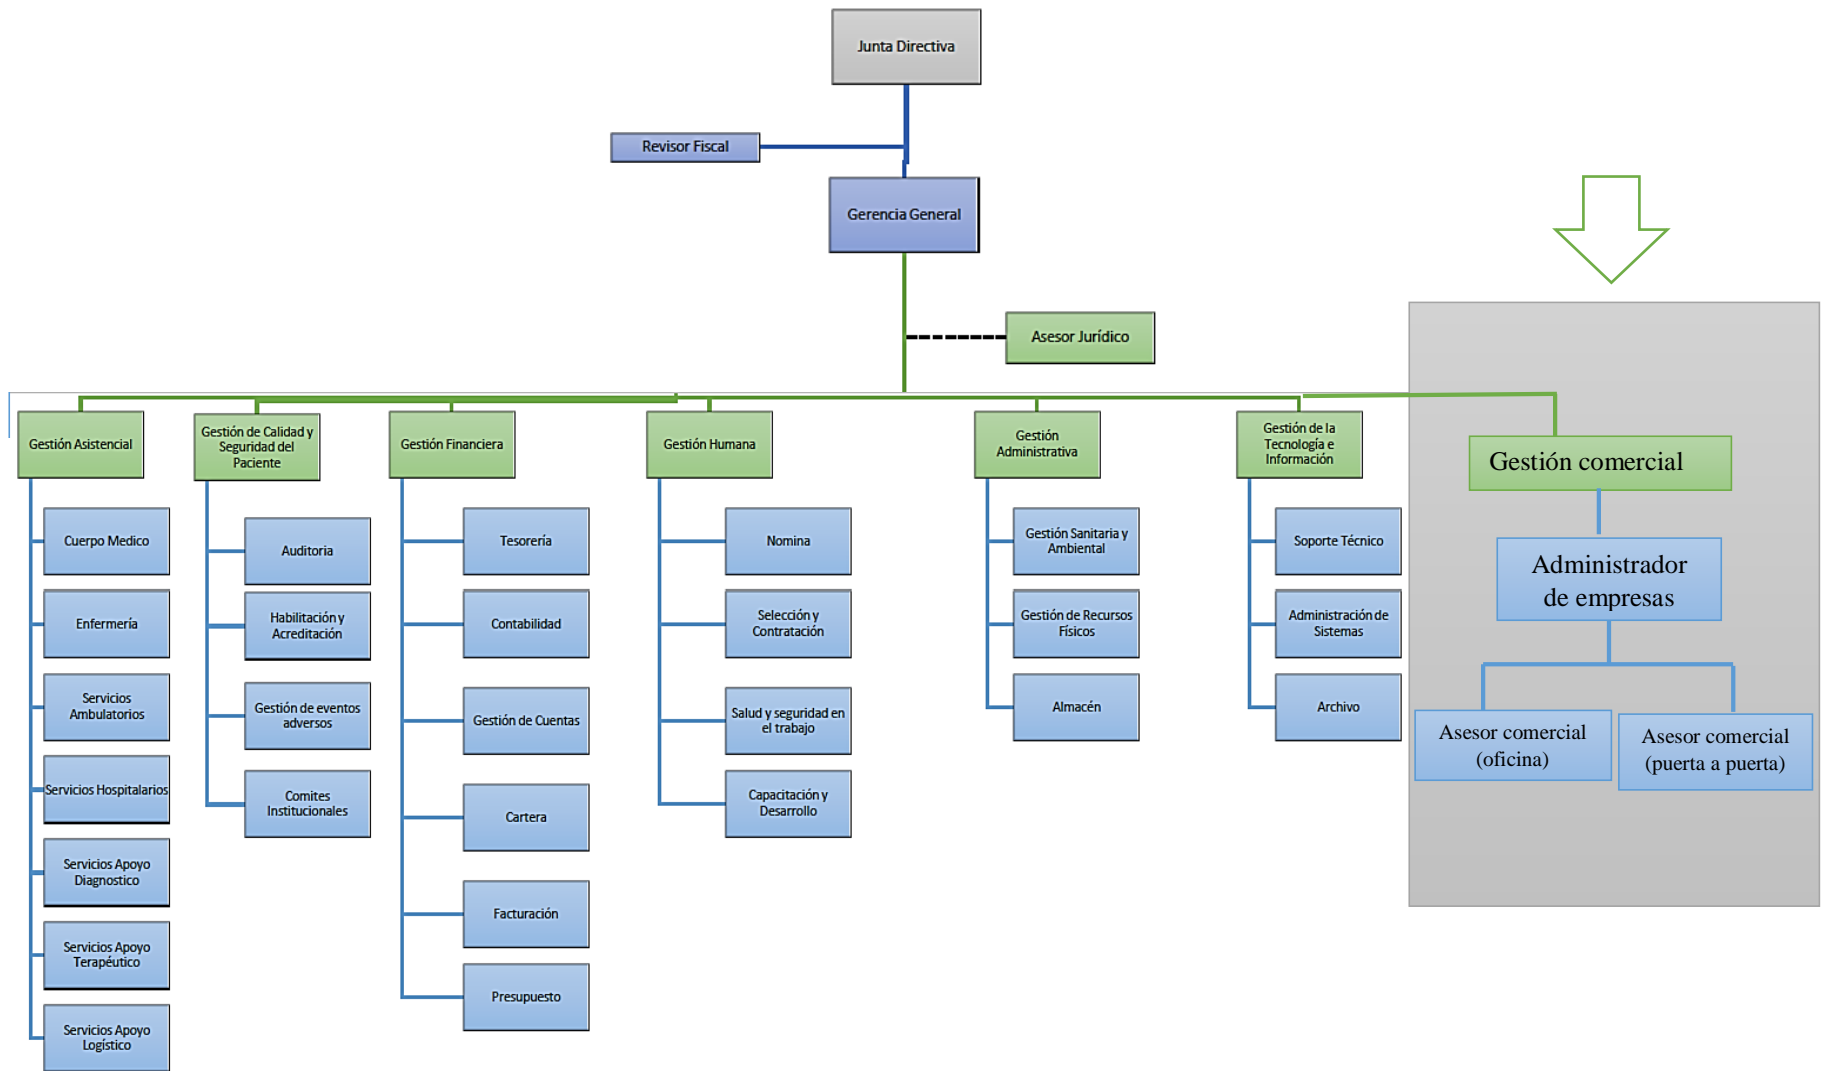 Junta Directiva
Revisor Fiscal
Gerencia General
Asesor Jurídico
Gestión Asistencial
Cuerpo Medico
Enfermería
Servicios
Ambulatorios
Servicios Hospitalarios
Servicios Apoyo
Diagnostico
Servicios Apoyo
Terapéutico
Servicios Apoyo
Logístico
Gestión de Calidad y
Seguridad del
Paciente
Auditoria
Habilitación y
Acreditación
Gestión de eventos
adversos
Comites
Institucionales
Gestión Financiera
Tesorería
Contabilidad
Gestión de Cuentas
Cartera
Facturación
Presupuesto
Gestión Humana
Nomina
Selección y
Contratación
Salud y seguridad en
el trabajo
Capacitación y
Desarrollo
Gestión
Administrativa
Gestión Sanitaria y
Ambiental
Gestión de Recursos
Físicos
Almacén
Gestión de la
Tecnología e
Información
Soporte Técnico
Administración de
Sistemas
Archivo
Gestión comercial
Administrador
de empresas
Asesor comercial
(oficina)
Asesor comercial
(puerta a puerta)